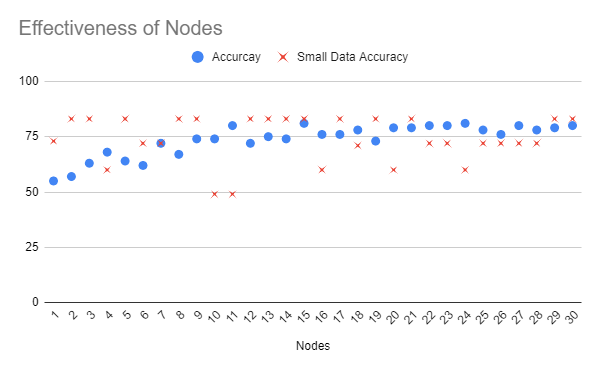 Effectiveness of Nodes
Accurcay Small Data Accuracy
100
75
50
25
0
1 2 3 4 5 6 7 8 9 10 11 12 13 14 15 16 17 18 19 20 21 22 23 24 25 26 27 28 29 30
Nodes